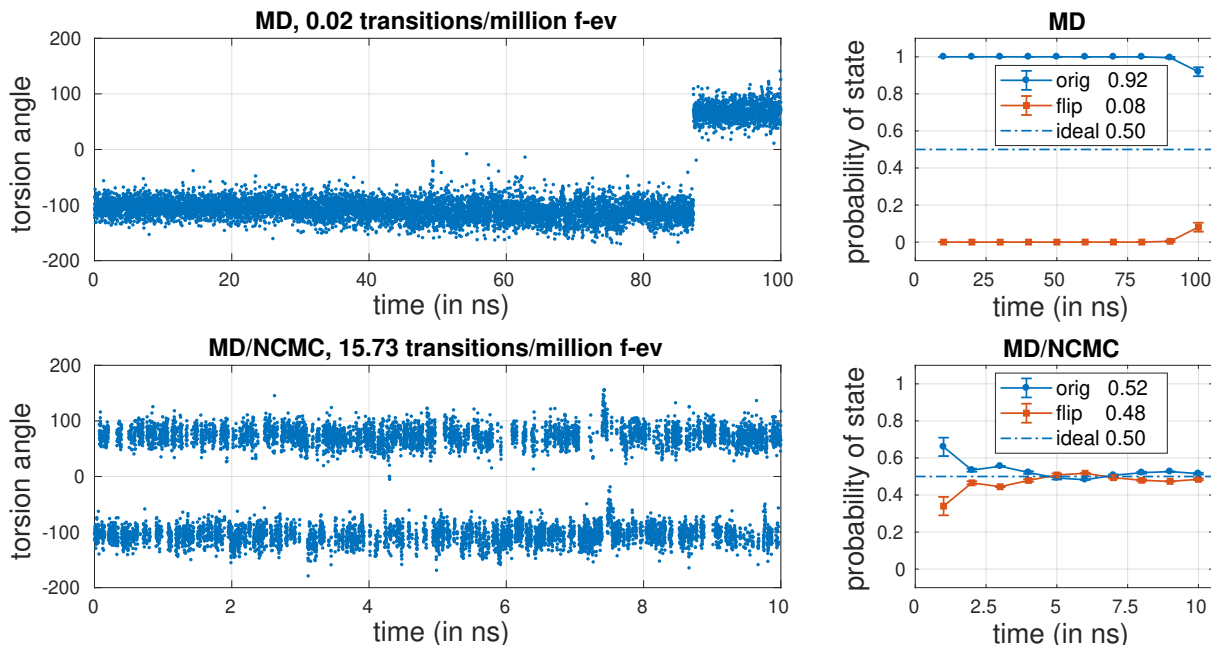 MD, 0.02 transitions/million f-ev
200
100
0
-100
-200
torsion angle
0 20 40 60 80 100
time (in ns)
MD
1
0.8
0.6
0.4
0.2
0
probability of state
orig 0.92
flip 0.08
ideal 0.50
0 25 50 75 100
time (in ns)
MD/NCMC, 15.73 transitions/million f-ev
200
100
0
-100
-200
torsion angle
0 2 4 6 8 10
time (in ns)
MD/NCMC
1
0.8
0.6
0.4
0.2
0
probability of state
orig 0.52
flip 0.48
ideal 0.50
0 2.5 5 7.5 10
time (in ns)